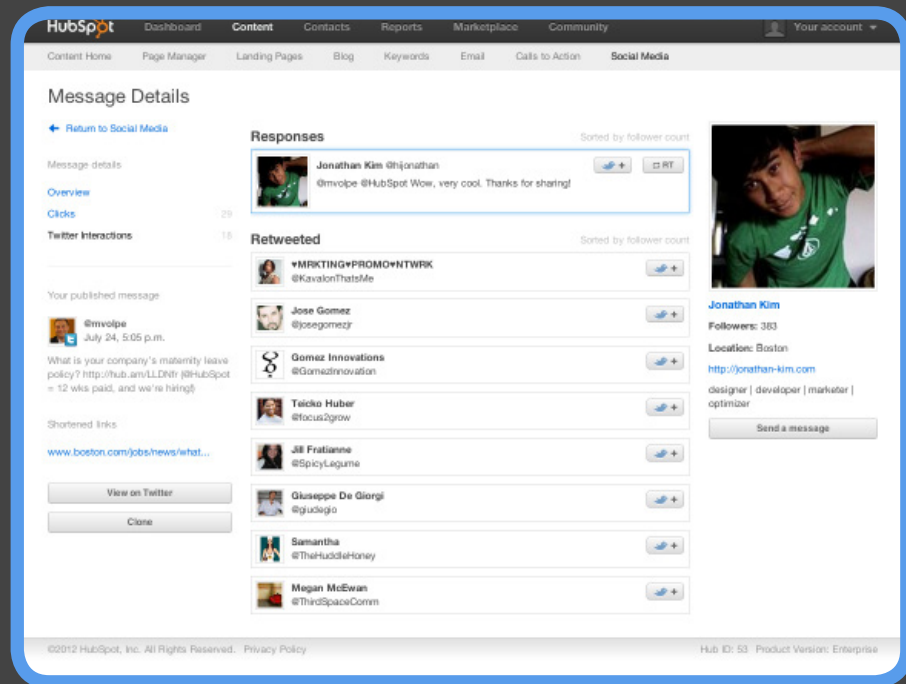 HubSpot Dashboard Content Contacts Reports Marketplace Community Your account
Content Home Page Manager Landing Pages Blog Keywords Email Calls to Action Social Media
Message Details
Return to Social Media
Message details
Overview
Clicks 29
Twitter Interactions 18
Your published message
@mvolpe
July 24, 5:05 p.m.
What is your company's maternity leave
policy? http://hub.am/LLDNfr (@HubSpot
= 12 wks paid, and we're hiring!)
Shortened links
www.boston.com/jobs/news/what...
View on Twitter
Clone
Responses Sorted by follower count
Jonathan Kim @hijonathan
@mvolpe @HubSpot Wow, very cool. Thanks for sharing!
+ RT
Retweeted Sorted by follower count
♥MRKTING♥PROMO♥NTWRK
@KavalonThatsMe
+
Jose Gomez
@josegomezjr
+
Gomez Innovations
@GomezInnovation
+
Teicko Huber
@focus2grow
+
Jill Fratianne
@SpicyLegume
+
Giuseppe De Giorgi
@giudegio
+
Samantha
@TheHuddleHoney
+
Megan McEwan
@ThirdSpaceComm
+
Jonathan Kim
Followers: 383
Location: Boston
http://jonathan-kim.com
designer | developer | marketer |
optimizer
Send a message
©2012 HubSpot, Inc. All Rights Reserved. Privacy Policy
Hub ID: 53 Product Version: Enterprise